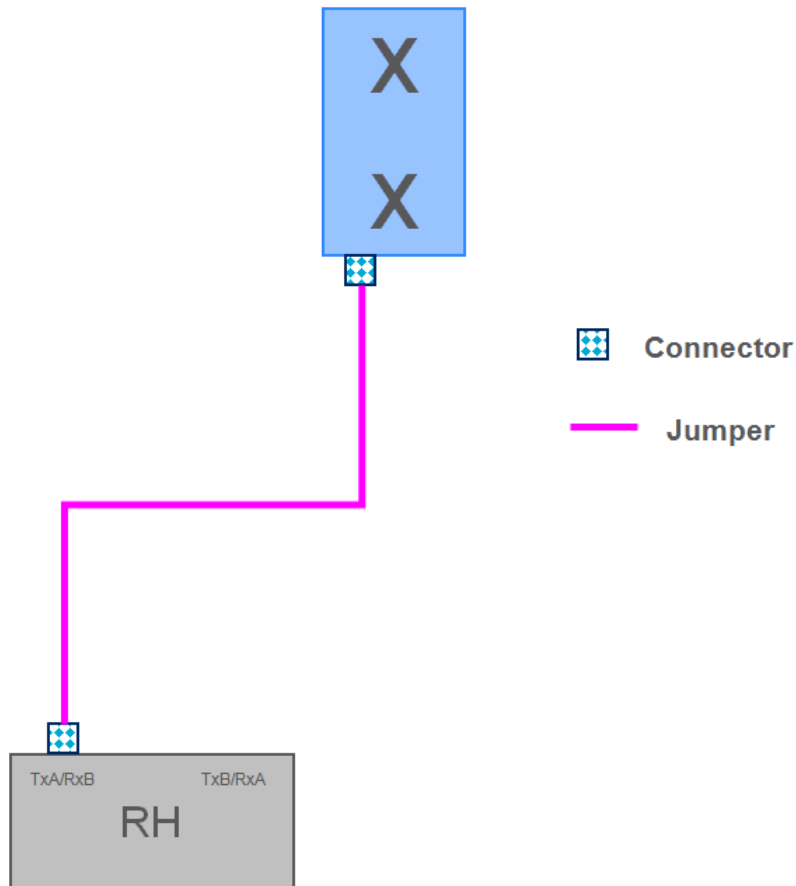 X
X
Connector
Jumper
TxA/RxB TxB/RxA
RH